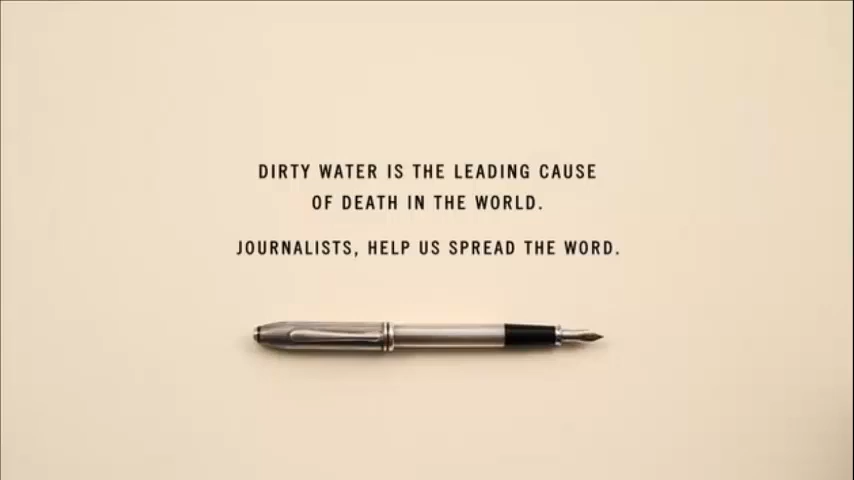 DIRTY WATER IS THE LEADING CAUSE
OF DEATH IN THE WORLD.
JOURNALISTS, HELP US SPREAD THE WORD.